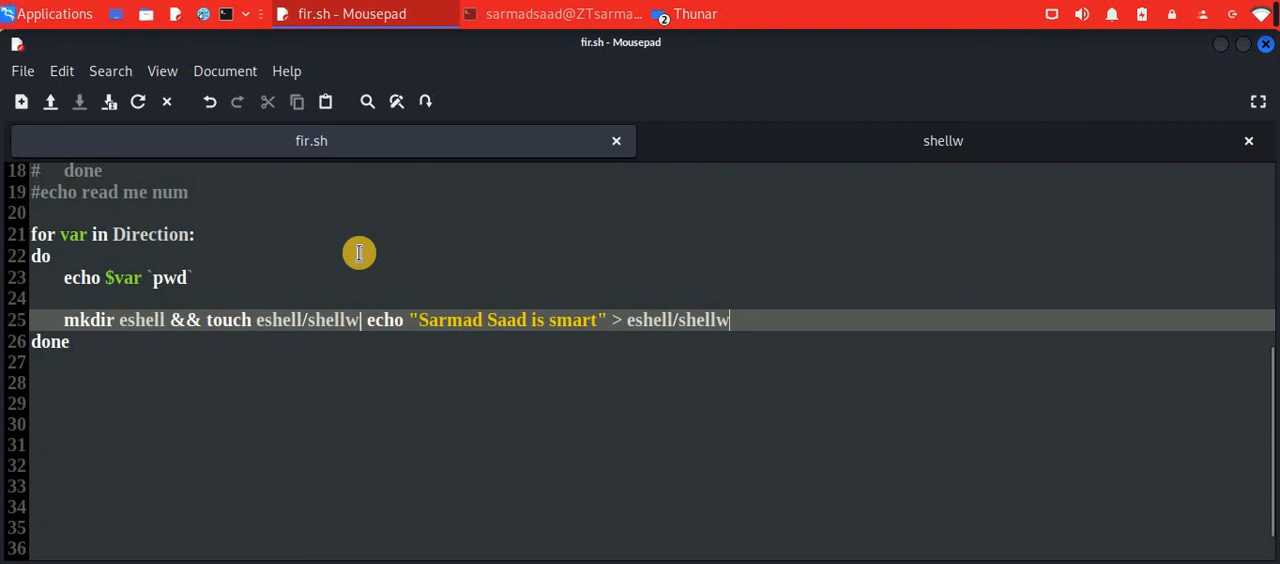 Applications fir.sh - Mousepad sarmadsaad@ZTsarma... 2 Thunar
fir.sh - Mousepad
File Edit Search View Document Help
fir.sh shellw
18 #     done
19 #echo read me num
20
21 for var in Direction:
22 do
23     echo $var `pwd`
24
25     mkdir eshell && touch eshell/shellw| echo "Sarmad Saad is smart" > eshell/shellw
26 done
27
28
29
30
31
32
33
34
35
36